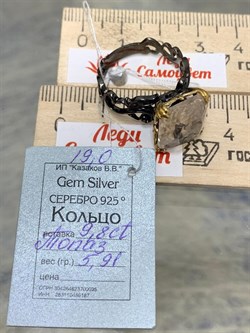 Леди
Самоцвет
Леди
Самоцвет
19,0
ИП "Казаков В.В."
Gem Silver
СЕРЕБРО 925°
Кольцо
вставка 9,8ct
Топаз
вес (гр.) 5,91
цена